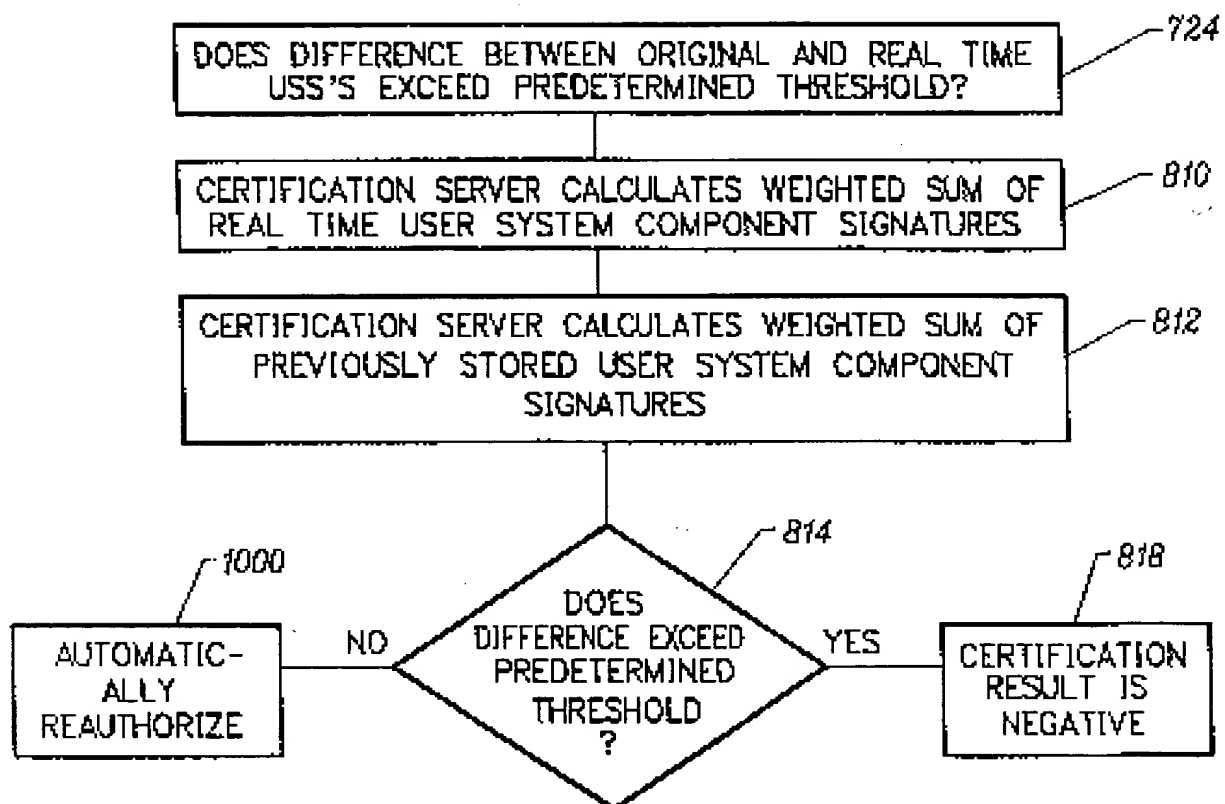 724
DOES DIFFERENCE BETWEEN ORIGINAL AND REAL TIME
USS'S EXCEED PREDETERMINED THRESHOLD?
810
CERTIFICATION SERVER CALCULATES WEIGHTED SUM OF
REAL TIME USER SYSTEM COMPONENT SIGNATURES
812
CERTIFICATION SERVER CALCULATES WEIGHTED SUM OF
PREVIOUSLY STORED USER SYSTEM COMPONENT
SIGNATURES
814
DOES
DIFFERENCE EXCEED
PREDETERMINED
THRESHOLD
?
NO
YES
1000
AUTOMATIC-
ALLY
REAUTHORIZE
818
CERTIFICATION
RESULT IS
NEGATIVE